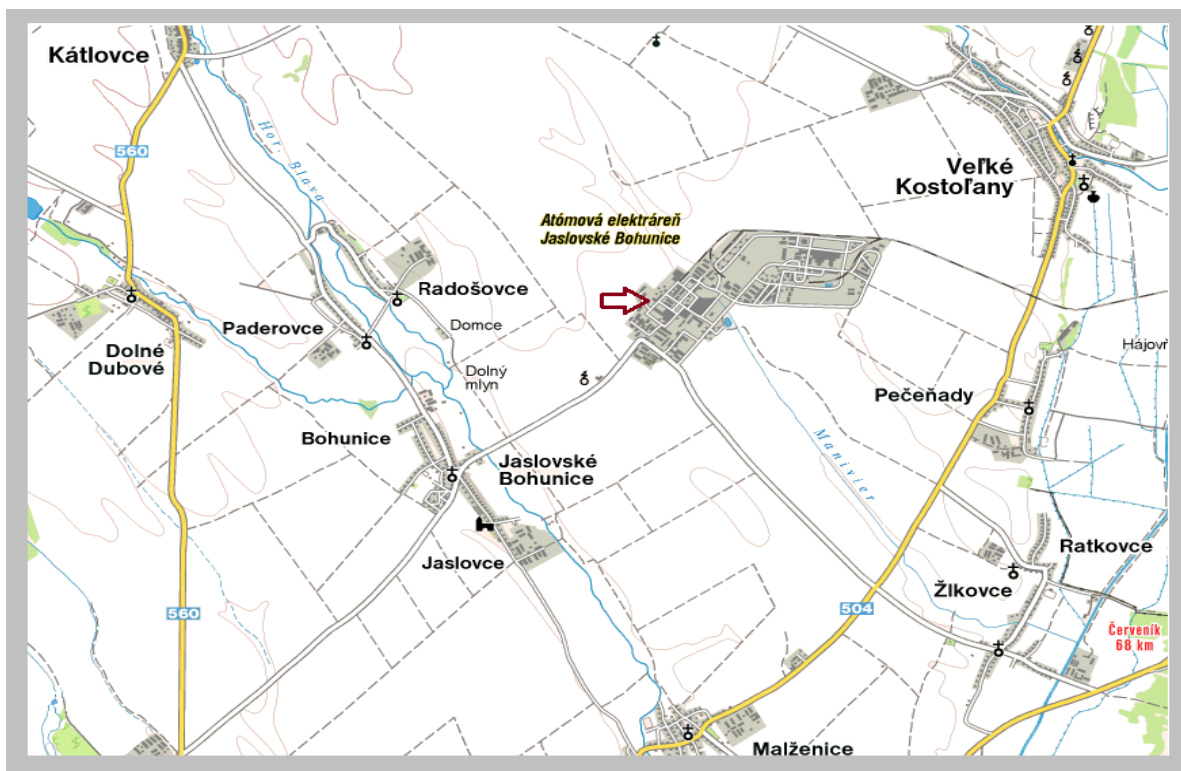 Kátlovce
560
Hor. Blava
Veľké
Kostoľany
Atómová elektráreň
Jaslovské Bohunice
Radošovce
Domce
Paderovce
Dolné
Dubové
Dolný
mlyn
Pečeňady
Bohunice
Jaslovské
Bohunice
Manivier
Jaslovce
Ratkovce
Žlkovce
504
560
Červeník
68 km
Malženice